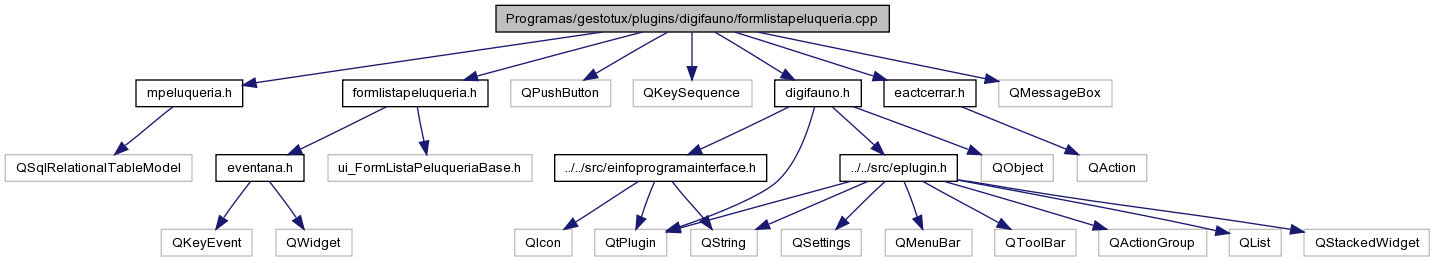 Programas/gestotux/plugins/digifauno/formlistapeluqueria.cpp
mpeluqueria.h
formlistapeluqueria.h
QPushButton
QKeySequence
digifauno.h
eactcerrar.h
QMessageBox
QSqlRelationalTableModel
eventana.h
ui_FormListaPeluqueriaBase.h
../../src/einfoprogramainterface.h
../../src/eplugin.h
QObject
QAction
QKeyEvent
QWidget
QIcon
QtPlugin
QString
QSettings
QMenuBar
QToolBar
QActionGroup
QList
QStackedWidget